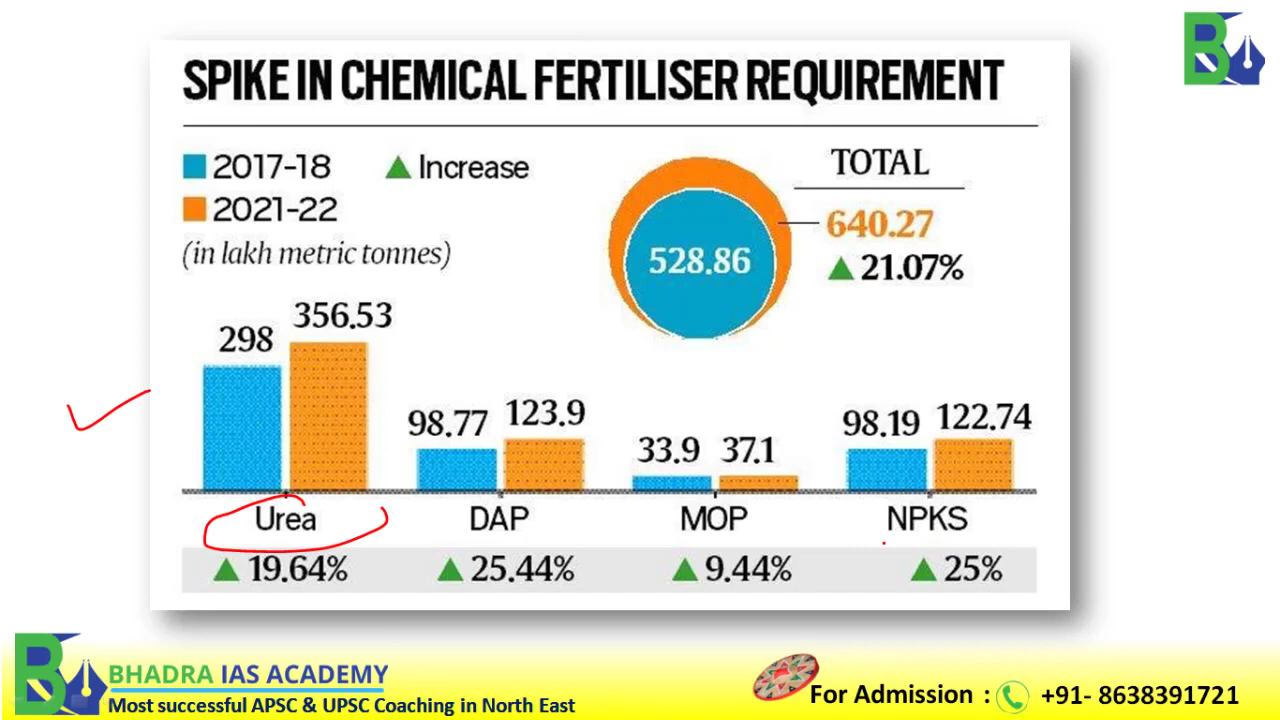 SPIKE IN CHEMICAL FERTILISER REQUIREMENT
2017-18 Increase
2021-22
(in lakh metric tonnes)
TOTAL
640.27
21.07%
528.86
298 356.53 98.77 123.9 33.9 37.1 98.19 122.74
Urea DAP MOP NPKS
19.64% 25.44% 9.44% 25%
BHADRA IAS ACADEMY
Most successful APSC & UPSC Coaching in North East
For Admission : +91- 8638391721